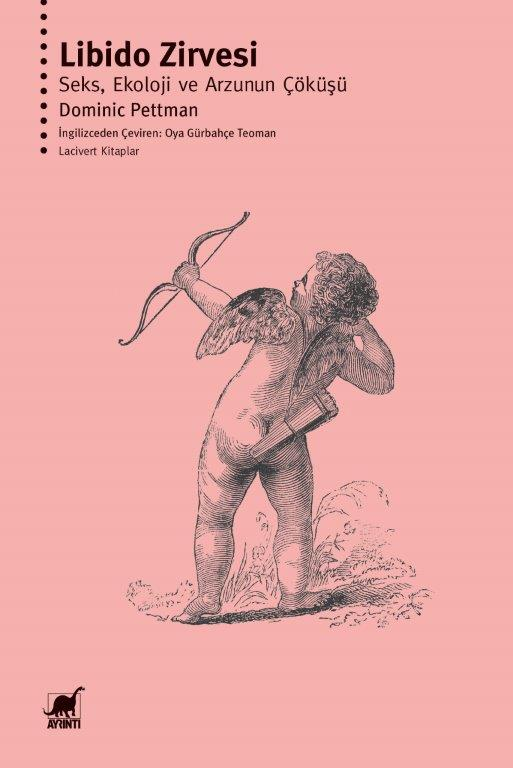 Libido Zirvesi
Seks, Ekoloji ve Arzunun Çöküşü
Dominic Pettman
İngilizceden Çeviren: Oya Gürbahçe Teoman
Lacivert Kitaplar
AYRINTI